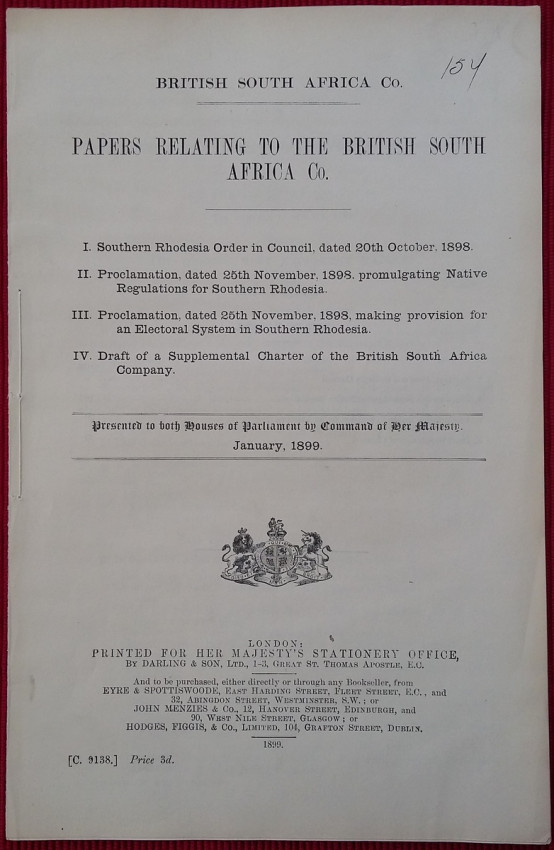 154
BRITISH SOUTH AFRICA Co.
PAPERS RELATING TO THE BRITISH SOUTH
AFRICA Co.
I. Southern Rhodesia Order in Council, dated 20th October, 1898.
II. Proclamation, dated 25th November, 1898, promulgating Native
Regulations for Southern Rhodesia.
III. Proclamation, dated 25th November, 1898, making provision for
an Electoral System in Southern Rhodesia.
IV. Draft of a Supplemental Charter of the British South Africa
Company.
Presented to both Houses of Parliament by Command of Her Majesty.
January, 1899.
LONDON:
PRINTED FOR HER MAJESTY'S STATIONERY OFFICE,
BY DARLING & SON, LTD., 1-3, GREAT ST. THOMAS APOSTLE, E.C.
And to be purchased, either directly or through any Bookseller, from
EYRE & SPOTTISWOODE, EAST HARDING STREET, FLEET STREET, E.C., and
32, ABINGDON STREET, WESTMINSTER, S.W.; or
JOHN MENZIES & Co., 12, HANOVER STREET, EDINBURGH, and
90, WEST NILE STREET, GLASGOW; or
HODGES, FIGGIS, & Co., LIMITED, 104, GRAFTON STREET, DUBLIN.
1899.
[C. 9138.] Price 3d.